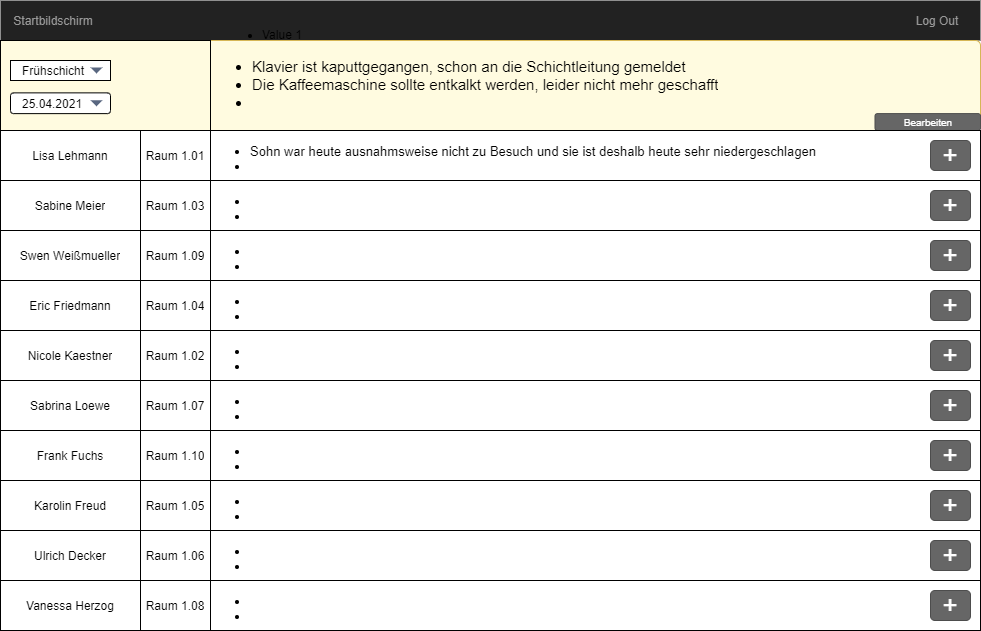 Startbildschirm
Log Out
• Value 1
Frühschicht
25.04.2021
• Klavier ist kaputtgegangen, schon an die Schichtleitung gemeldet
• Die Kaffeemaschine sollte entkalkt werden, leider nicht mehr geschafft
•
Bearbeiten
Lisa Lehmann Raum 1.01 • Sohn war heute ausnahmsweise nicht zu Besuch und sie ist deshalb heute sehr niedergeschlagen +
•
Sabine Meier Raum 1.03 • +
•
Swen Weißmueller Raum 1.09 • +
•
Eric Friedmann Raum 1.04 • +
•
Nicole Kaestner Raum 1.02 • +
•
Sabrina Loewe Raum 1.07 • +
•
Frank Fuchs Raum 1.10 • +
•
Karolin Freud Raum 1.05 • +
•
Ulrich Decker Raum 1.06 • +
•
Vanessa Herzog Raum 1.08 • +
•